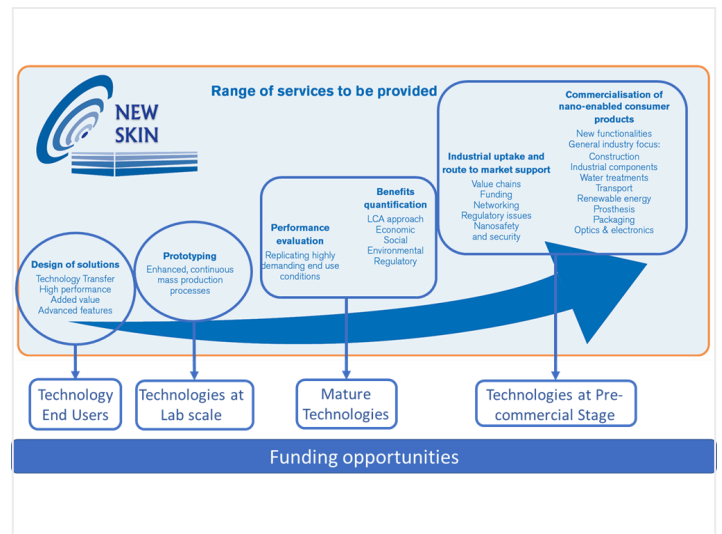 NEW
SKIN
Range of services to be provided
Design of solutions
Technology Transfer
High performance
Added value
Advanced features
Prototyping
Enhanced, continuous
mass production
processes
Performance
evaluation
Replicating highly
demanding end use
conditions
Benefits
quantification
LCA approach
Economic
Social
Environmental
Regulatory
Industrial uptake and
route to market support
Value chains
Funding
Networking
Regulatory issues
Nanosafety
and security
Commercialisation of
nano-enabled consumer
products
New functionalities
General industry focus:
Construction
Industrial components
Water treatments
Transport
Renewable energy
Prosthesis
Packaging
Optics & electronics
Technology
End Users
Technologies at
Lab scale
Mature
Technologies
Technologies at Pre-
commercial Stage
Funding opportunities